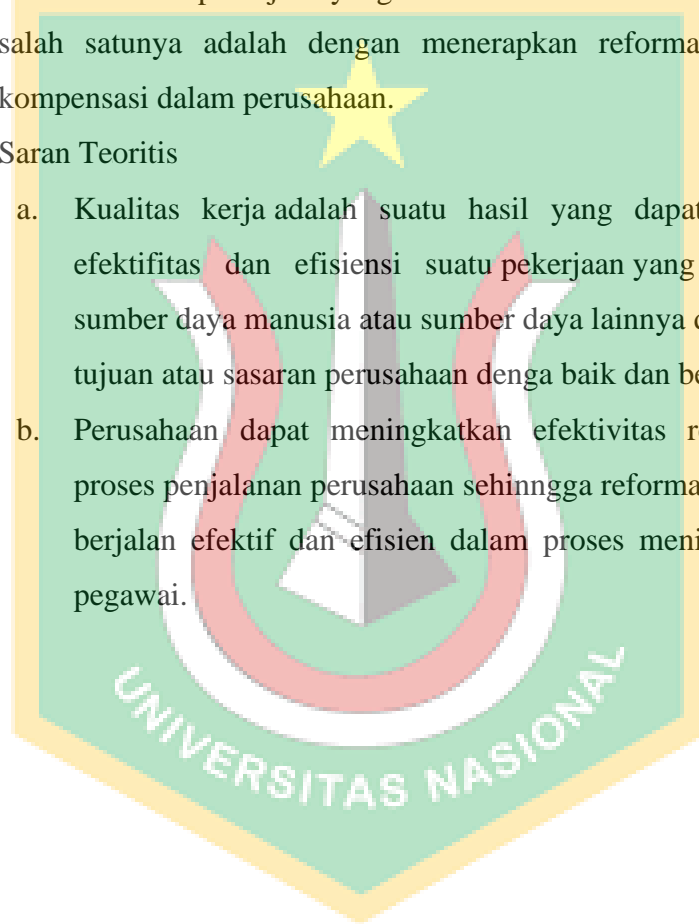 salah satunya adalah dengan menerapkan reforma
kompensasi dalam perusahaan.
Saran Teoritis
a. Kualitas kerja adalah suatu hasil yang dapat
efektifitas dan efisiensi suatu pekerjaan yang
sumber daya manusia atau sumber daya lainnya
tujuan atau sasaran perusahaan denga baik dan be
b. Perusahaan dapat meningkatkan efektivitas r
proses penjalanan perusahaan sehinngga reforma
berjalan efektif dan efisien dalam proses meni
pegawai.
UNIVERSITAS NASIONAL